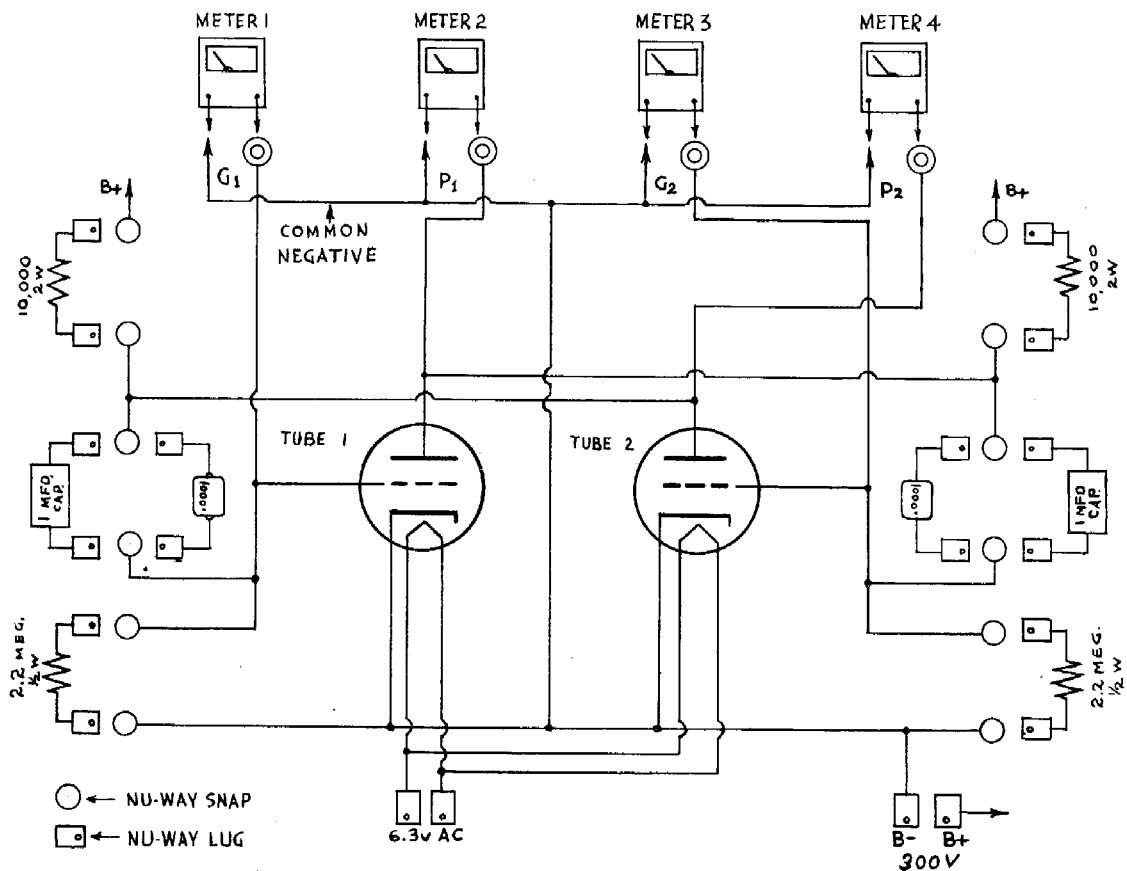 METER 1
METER 2
METER 3
METER 4
G1
P1
G2
P2
B+
B+
COMMON
NEGATIVE
10,000
2W
10,000
2W
TUBE 1
TUBE 2
1 MFD.
CAP.
.0001
.0001
1 MFD
CAP.
2.2 MEG.
½ W
2.2 MEG.
½ W
NU-WAY SNAP
NU-WAY LUG
6.3V AC
B-
B+
300V